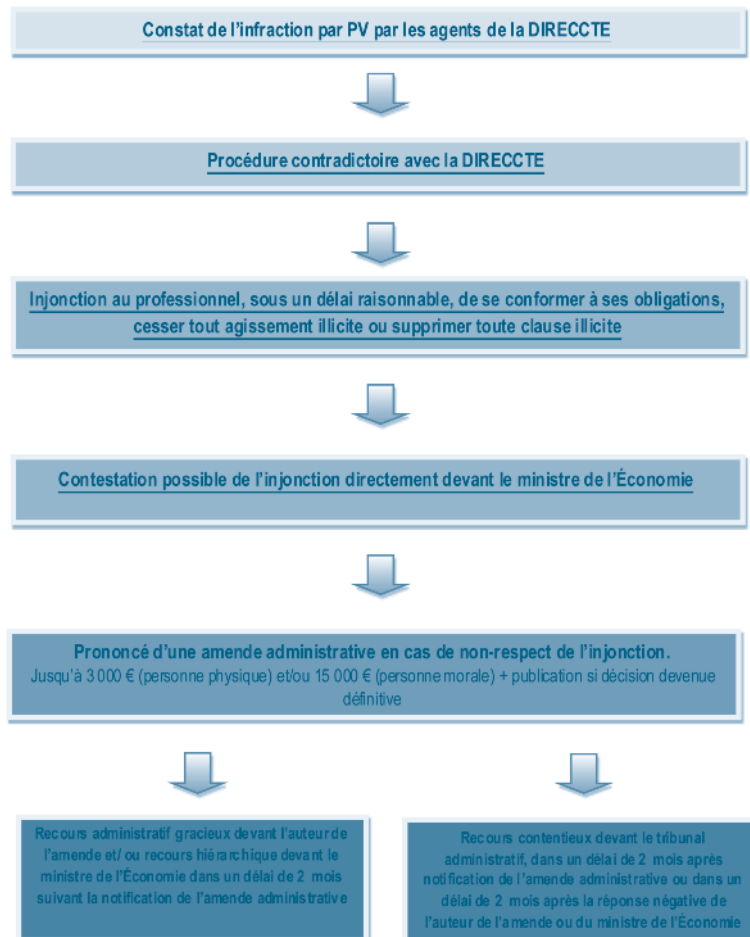 Constat de l'infraction par PV par les agents de la DIRECCTE
Procédure contradictoire avec la DIRECCTE
Injonction au professionnel, sous un délai raisonnable, de se conformer à ses obligations,
cesser tout agissement illicite ou supprimer toute clause illicite
Contestation possible de l'injonction directement devant le ministre de l'Économie
Prononcé d'une amende administrative en cas de non-respect de l'injonction.
Jusqu'à 3 000 € (personne physique) et/ou 15 000 € (personne morale) + publication si décision devenue
définitive
Recours administratif gracieux devant l'auteur de
l'amende et/ ou recours hiérarchique devant le
ministre de l'Économie dans un délai de 2 mois
suivant la notification de l'amende administrative
Recours contentieux devant le tribunal
administratif, dans un délai de 2 mois après
notification de l'amende administrative ou dans un
délai de 2 mois après la réponse négative de
l'auteur de l'amende ou du ministre de l'Économie